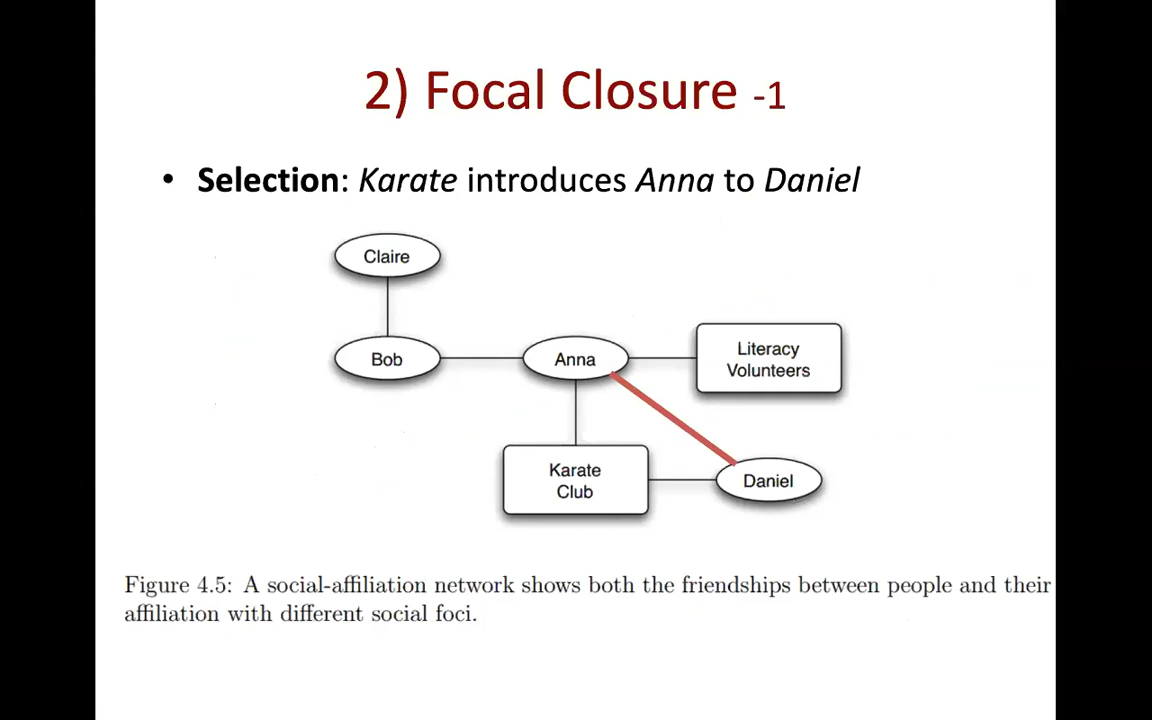 2) Focal Closure -1
• Selection: Karate introduces Anna to Daniel
Claire
Bob
Anna
Literacy
Volunteers
Karate
Club
Daniel
Figure 4.5: A social-affiliation network shows both the friendships between people and their
affiliation with different social foci.